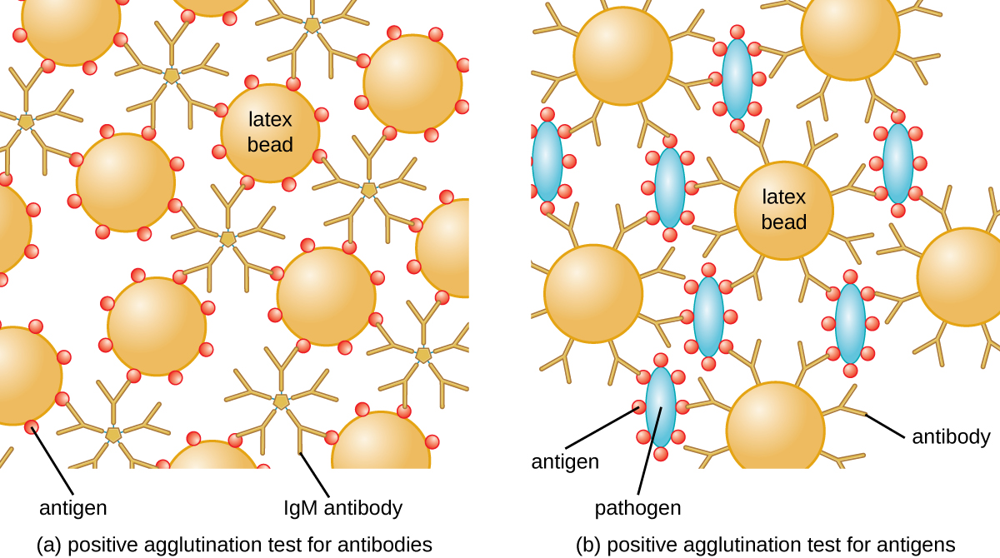 latex
bead
antigen
IgM antibody
(a) positive agglutination test for antibodies
latex
bead
antibody
antigen
pathogen
(b) positive agglutination test for antigens